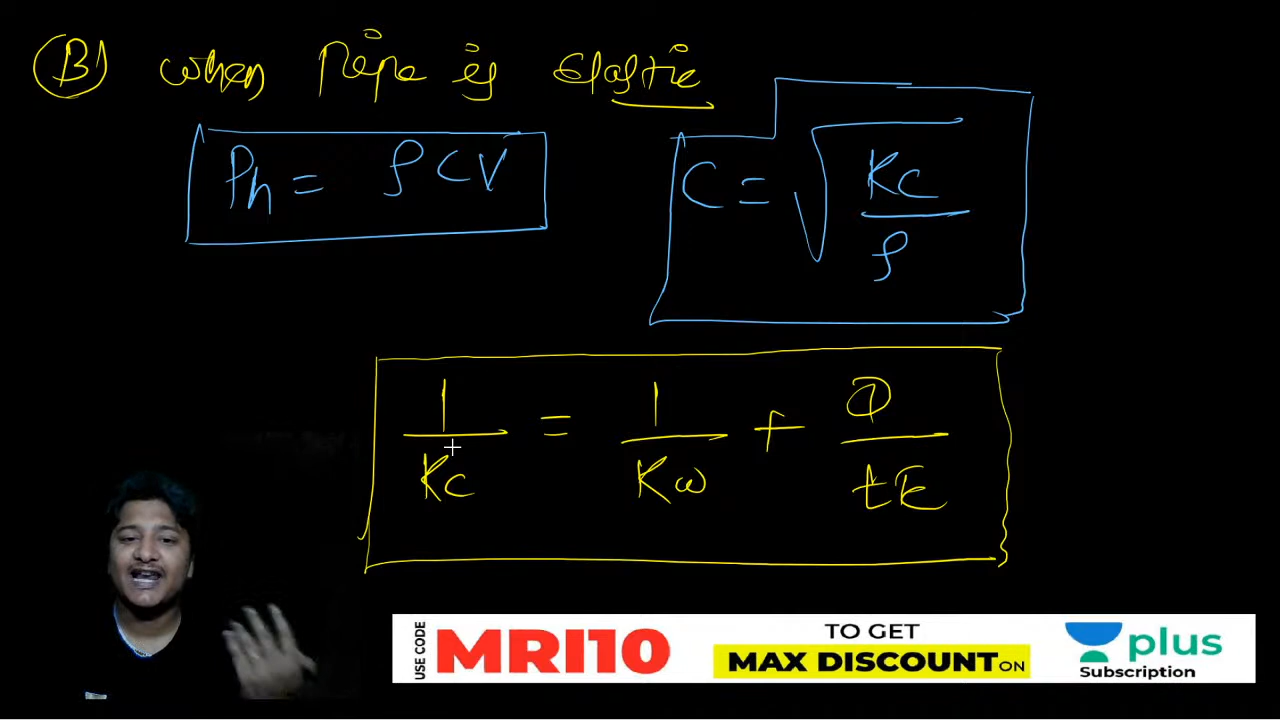 (B) when Pipe is Elastic
Ph = ρCV
C = √(Kc/ρ)
1/Kc = 1/Kω + D/tE
USE CODE
MRI10
TO GET
MAX DISCOUNT ON
plus
Subscription